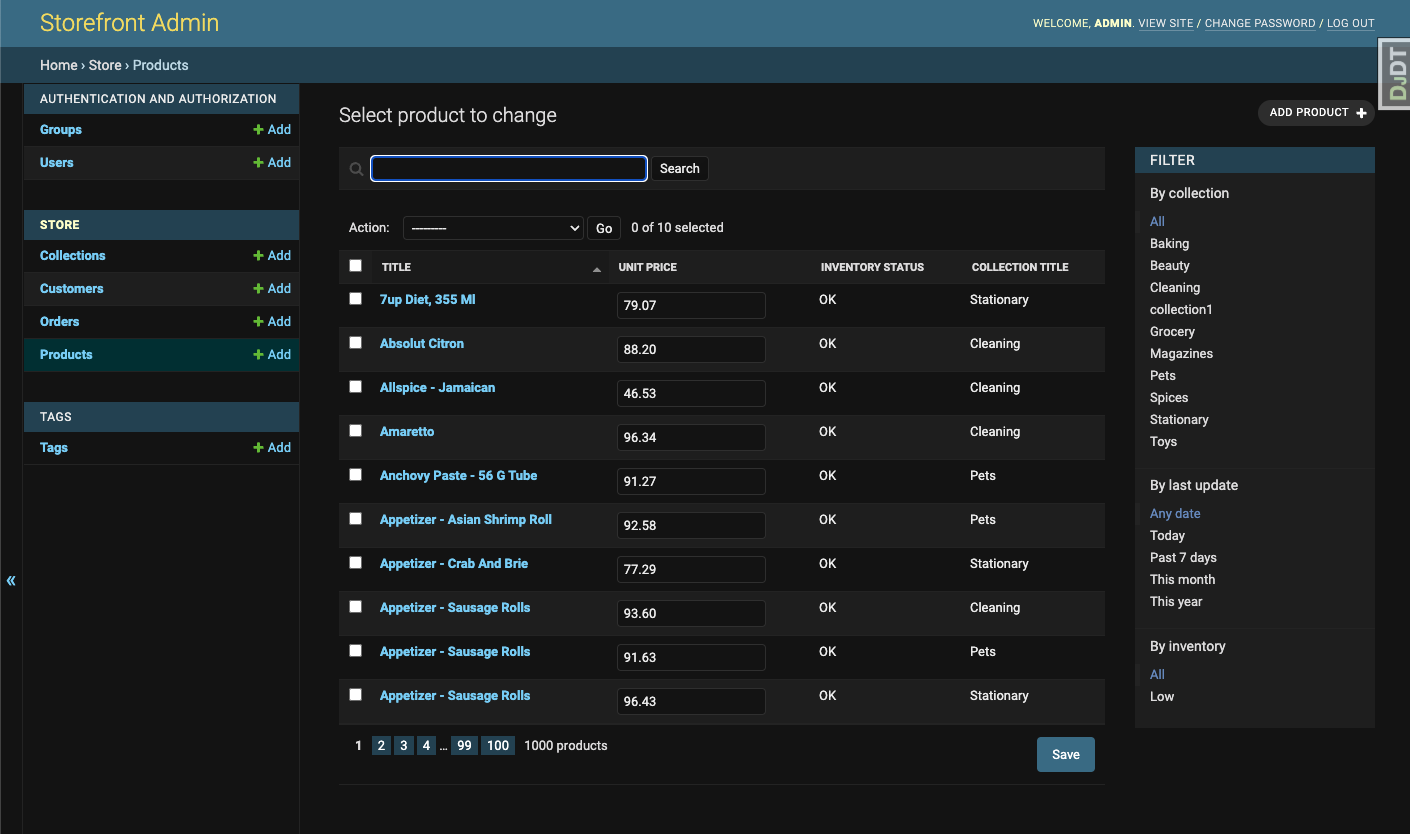 Storefront Admin
WELCOME, ADMIN. VIEW SITE / CHANGE PASSWORD / LOG OUT
Home › Store › Products
DJDT
AUTHENTICATION AND AUTHORIZATION
Groups + Add
Users + Add
STORE
Collections + Add
Customers + Add
Orders + Add
Products + Add
TAGS
Tags + Add
«
Select product to change
ADD PRODUCT +
Search
Action: --------- Go 0 of 10 selected
TITLE UNIT PRICE INVENTORY STATUS COLLECTION TITLE
7up Diet, 355 Ml 79.07 OK Stationary
Absolut Citron 88.20 OK Cleaning
Allspice - Jamaican 46.53 OK Cleaning
Amaretto 96.34 OK Cleaning
Anchovy Paste - 56 G Tube 91.27 OK Pets
Appetizer - Asian Shrimp Roll 92.58 OK Pets
Appetizer - Crab And Brie 77.29 OK Stationary
Appetizer - Sausage Rolls 93.60 OK Cleaning
Appetizer - Sausage Rolls 91.63 OK Pets
Appetizer - Sausage Rolls 96.43 OK Stationary
1 2 3 4 … 99 100 1000 products
Save
FILTER
By collection
All
Baking
Beauty
Cleaning
collection1
Grocery
Magazines
Pets
Spices
Stationary
Toys
By last update
Any date
Today
Past 7 days
This month
This year
By inventory
All
Low